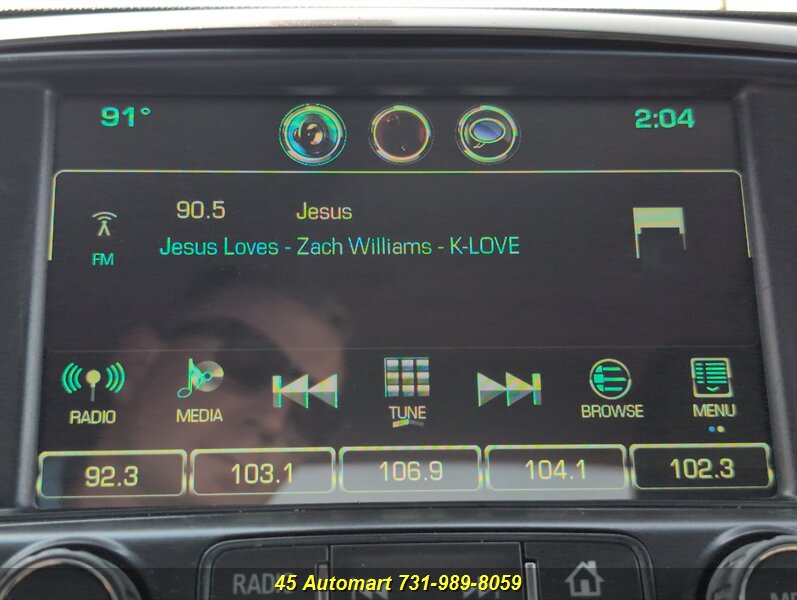 91° 2:04
90.5 Jesus
FM Jesus Loves - Zach Williams - K-LOVE
RADIO MEDIA TUNE BROWSE MENU
92.3 103.1 106.9 104.1 102.3
RADIO
45 Automart 731-989-8059